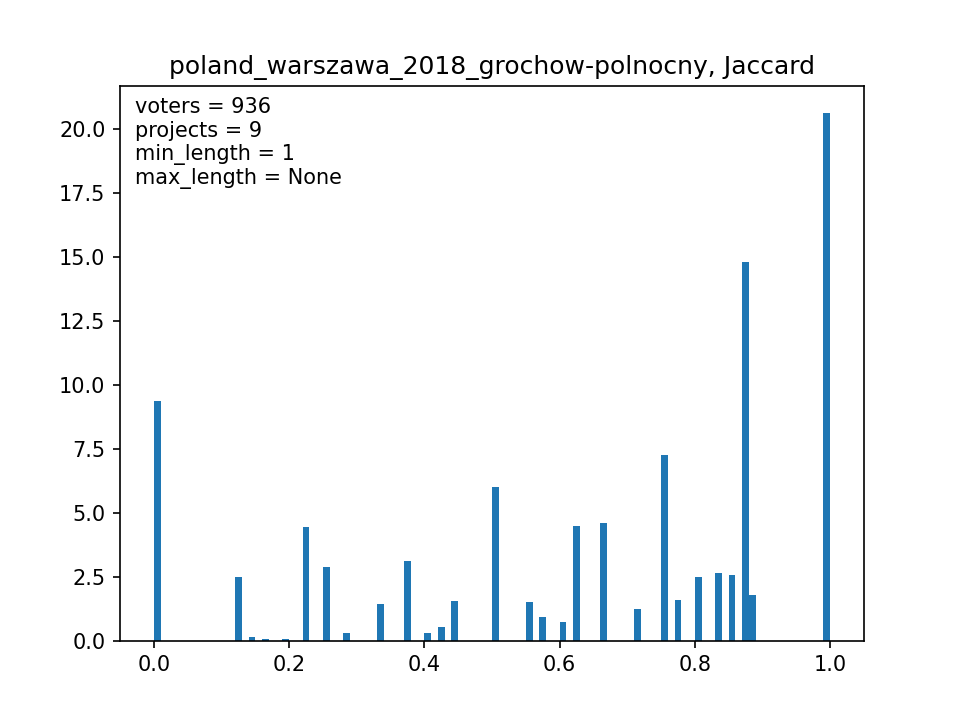 poland_warszawa_2018_grochow-polnocny, Jaccard
voters = 936
projects = 9
min_length = 1
max_length = None
20.0
17.5
15.0
12.5
10.0
7.5
5.0
2.5
0.0
0.0 0.2 0.4 0.6 0.8 1.0